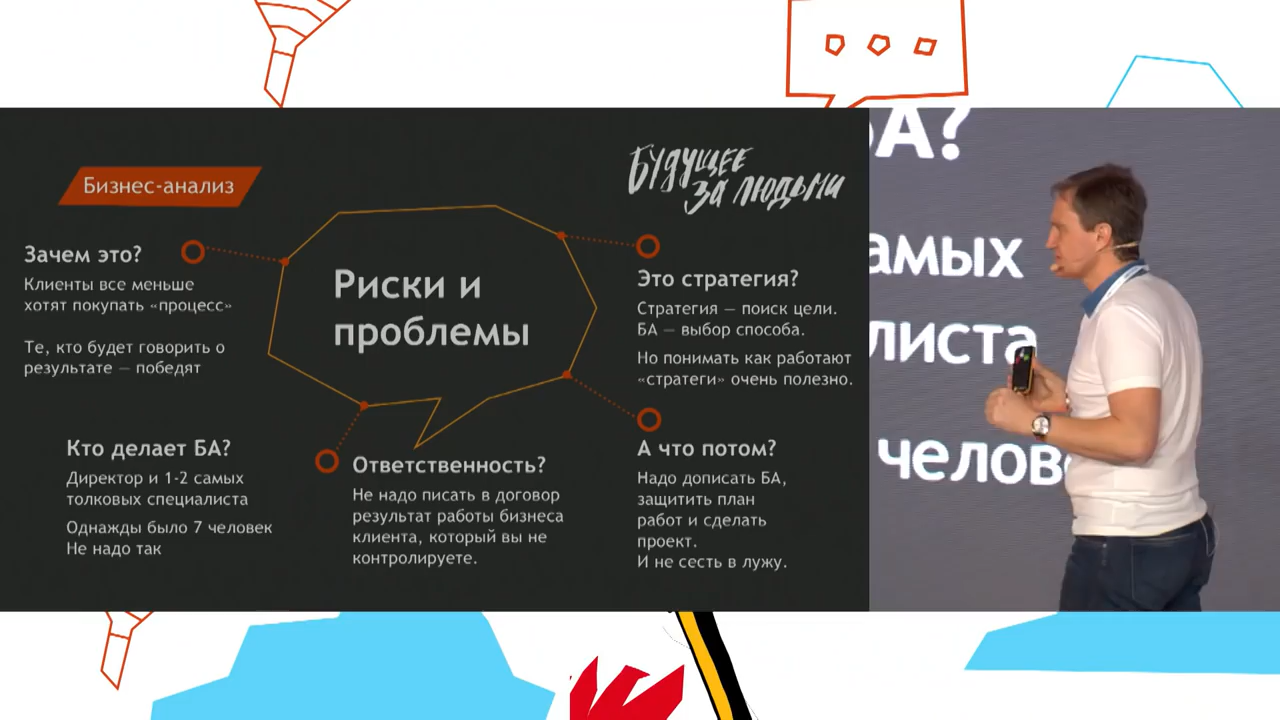 Бизнес-анализ
БУДУЩЕЕ
ЗА ЛЮДЬМИ
Риски и
проблемы
Зачем это?
Клиенты все меньше
хотят покупать «процесс»
Те, кто будет говорить о
результате — победят
Кто делает БА?
Директор и 1-2 самых
толковых специалиста
Однажды было 7 человек
Не надо так
Ответственность?
Не надо писать в договор
результат работы бизнеса
клиента, который вы не
контролируете.
Это стратегия?
Стратегия — поиск цели.
БА — выбор способа.
Но понимать как работают
«стратеги» очень полезно.
А что потом?
Надо дописать БА,
защитить план
работ и сделать
проект.
И не сесть в лужу.
БА?
амых
листа
челове